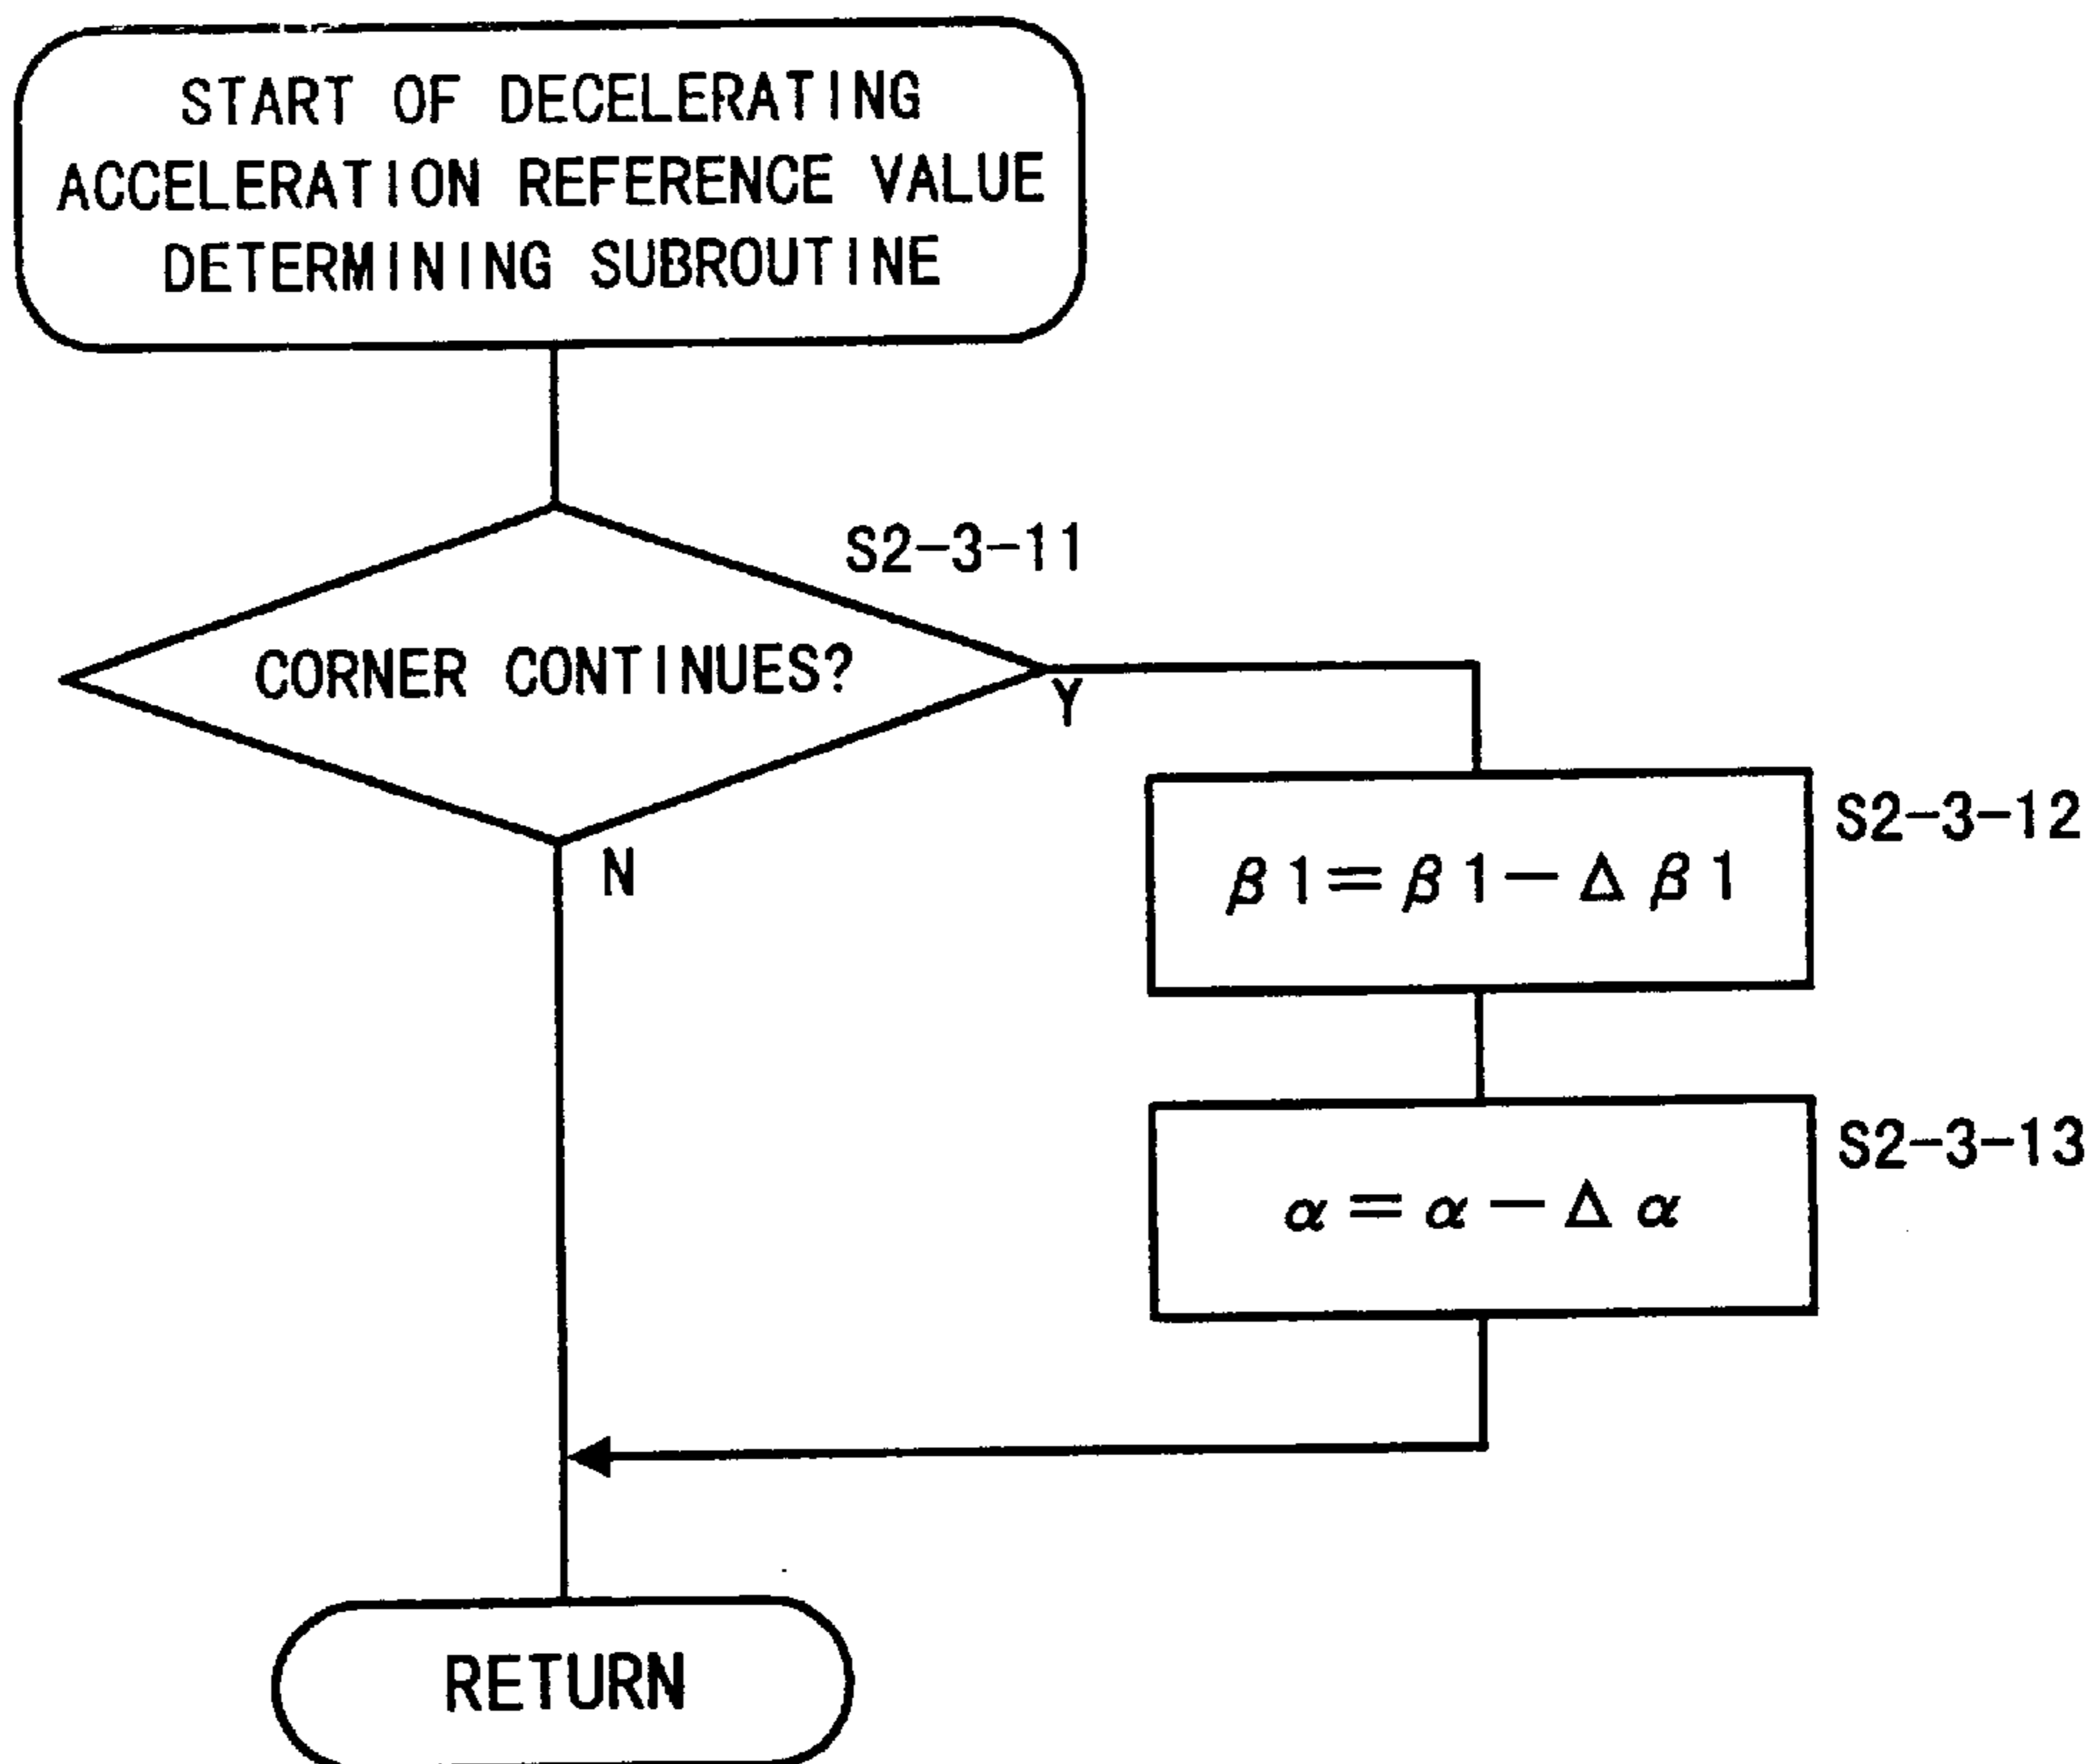 START OF DECELERATING
ACCELERATION REFERENCE VALUE
DETERMINING SUBROUTINE
S2-3-11
CORNER CONTINUES?
Y
N
S2-3-12
β1=β1-Δβ1
S2-3-13
α=α-Δα
RETURN